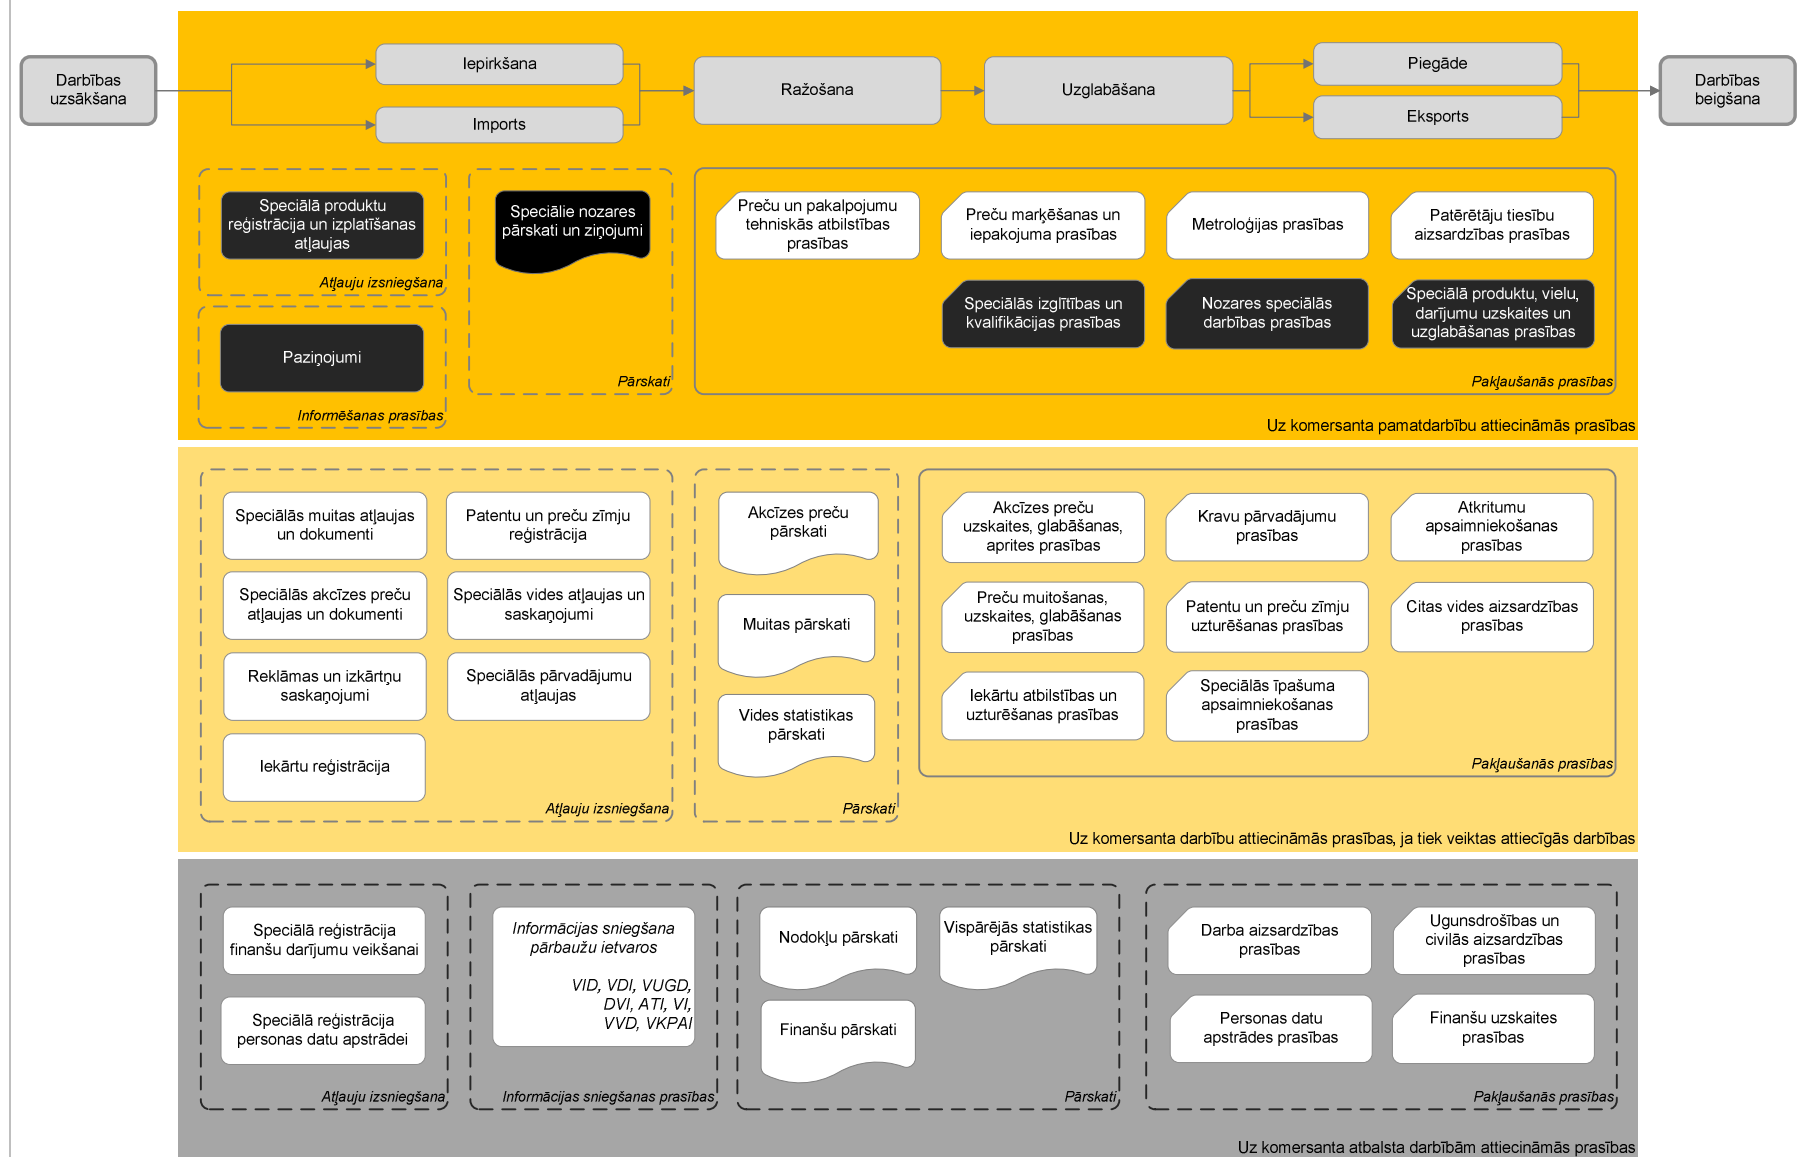 Darbības
uzsākšana
Iepirkšana
Imports
Ražošana
Uzglabāšana
Piegāde
Eksports
Darbības
beigšana
Speciālā produktu
reģistrācija un izplatīšanas
atļaujas
Atļauju izsniegšana
Paziņojumi
Informēšanas prasības
Speciālie nozares
pārskati un ziņojumi
Pārskati
Preču un pakalpojumu
tehniskās atbilstības
prasības
Preču marķēšanas un
iepakojuma prasības
Metroloģijas prasības
Patērētāju tiesību
aizsardzības prasības
Speciālās izglītības un
kvalifikācijas prasības
Nozares speciālās
darbības prasības
Speciālā produktu, vielu,
darījumu uzskaites un
uzglabāšanas prasības
Pakļaušanās prasības
Uz komersanta pamatdarbību attiecināmās prasības
Speciālās muitas atļaujas
un dokumenti
Patentu un preču zīmju
reģistrācija
Speciālās akcīzes preču
atļaujas un dokumenti
Speciālās vides atļaujas un
saskaņojumi
Reklāmas un izkārtņu
saskaņojumi
Speciālās pārvadājumu
atļaujas
Iekārtu reģistrācija
Atļauju izsniegšana
Akcīzes preču
pārskati
Muitas pārskati
Vides statistikas
pārskati
Pārskati
Akcīzes preču
uzskaites, glabāšanas,
aprites prasības
Kravu pārvadājumu
prasības
Atkritumu
apsaimniekošanas
prasības
Preču muitošanas,
uzskaites, glabāšanas
prasības
Patentu un preču zīmju
uzturēšanas prasības
Citas vides aizsardzības
prasības
Iekārtu atbilstības un
uzturēšanas prasības
Speciālās īpašuma
apsaimniekošanas
prasības
Pakļaušanās prasības
Uz komersanta darbību attiecināmās prasības, ja tiek veiktas attiecīgās darbības
Speciālā reģistrācija
finanšu darījumu veikšanai
Speciālā reģistrācija
personas datu apstrādei
Atļauju izsniegšana
Informācijas sniegšana
pārbaužu ietvaros
VID, VDI, VUGD,
DVI, ATI, VI,
VVD, VKPAI
Informācijas sniegšanas prasības
Nodokļu pārskati
Vispārējās statistikas
pārskati
Finanšu pārskati
Pārskati
Darba aizsardzības
prasības
Ugunsdrošības un
civilās aizsardzības
prasības
Personas datu
apstrādes prasības
Finanšu uzskaites
prasības
Pakļaušanās prasības
Uz komersanta atbalsta darbībām attiecināmās prasības